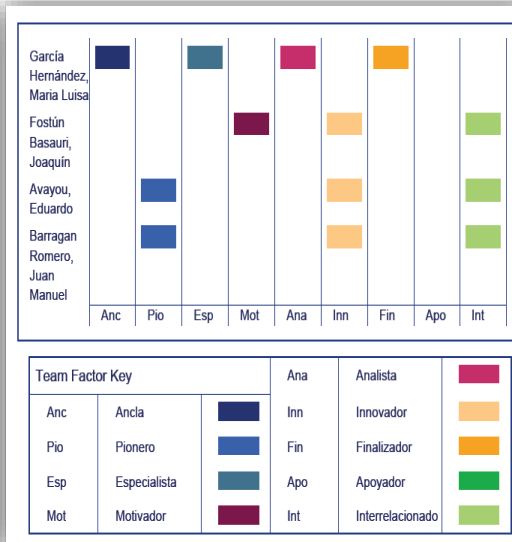 García
Hernández,
Maria Luisa
Fostún
Basauri,
Joaquín
Avayou,
Eduardo
Barragan
Romero,
Juan
Manuel
Anc Pio Esp Mot Ana Inn Fin Apo Int
Team Factor Key
Anc Ancla
Pio Pionero
Esp Especialista
Mot Motivador
Ana Analista
Inn Innovador
Fin Finalizador
Apo Apoyador
Int Interrelacionado